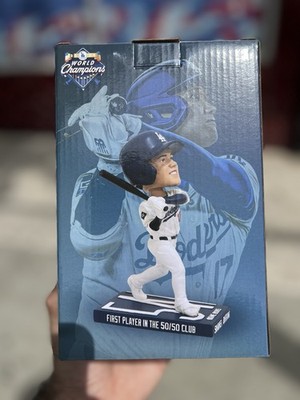 WORLD
Champions
LA
Dodgers
17
FIRST PLAYER IN THE 50/50 CLUB